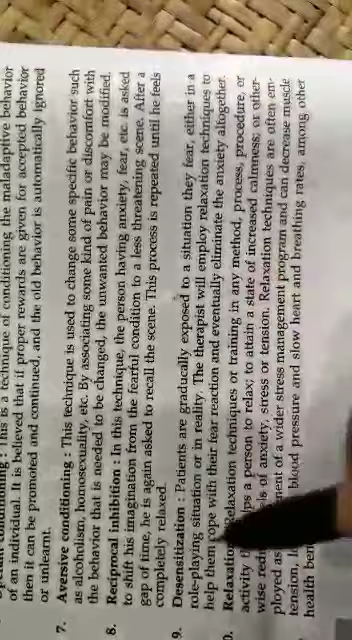 conditioning : This is a technique of conditioning the maladaptive behavior
of an individual. It is believed that if proper rewards are given for accepted behavior
then it can be promoted and continued, and the old behavior is automatically ignored
or unlearnt.
7. Aversive conditioning : This technique is used to change some specific behavior such
as alcoholism, homosexuality, etc. By associating some kind of pain or discomfort with
the behavior that is needed to be changed, the unwanted behavior may be modified.
8. Reciprocal inhibition : In this technique, the person having anxiety, fear, etc. is asked
to shift his imagination from the fearful condition to a less threatening scene. After a
gap of time, he is again asked to recall the scene. This process is repeated until he feels
completely relaxed.
9. Desensitization : Patients are gradually exposed to a situation they fear, either in a
role-playing situation or in reality. The therapist will employ relaxation techniques to
help them cope with their fear reaction and eventually eliminate the anxiety altogether.
Relaxation techniques or training in any method, process, procedure, or
activity a person to relax; to attain a state of increased calmness; or other-
wise of anxiety, stress or tension. Relaxation techniques are often em-
ployed as of a wider stress management program and can decrease muscle
tension, blood pressure and slow heart and breathing rates, among other
health